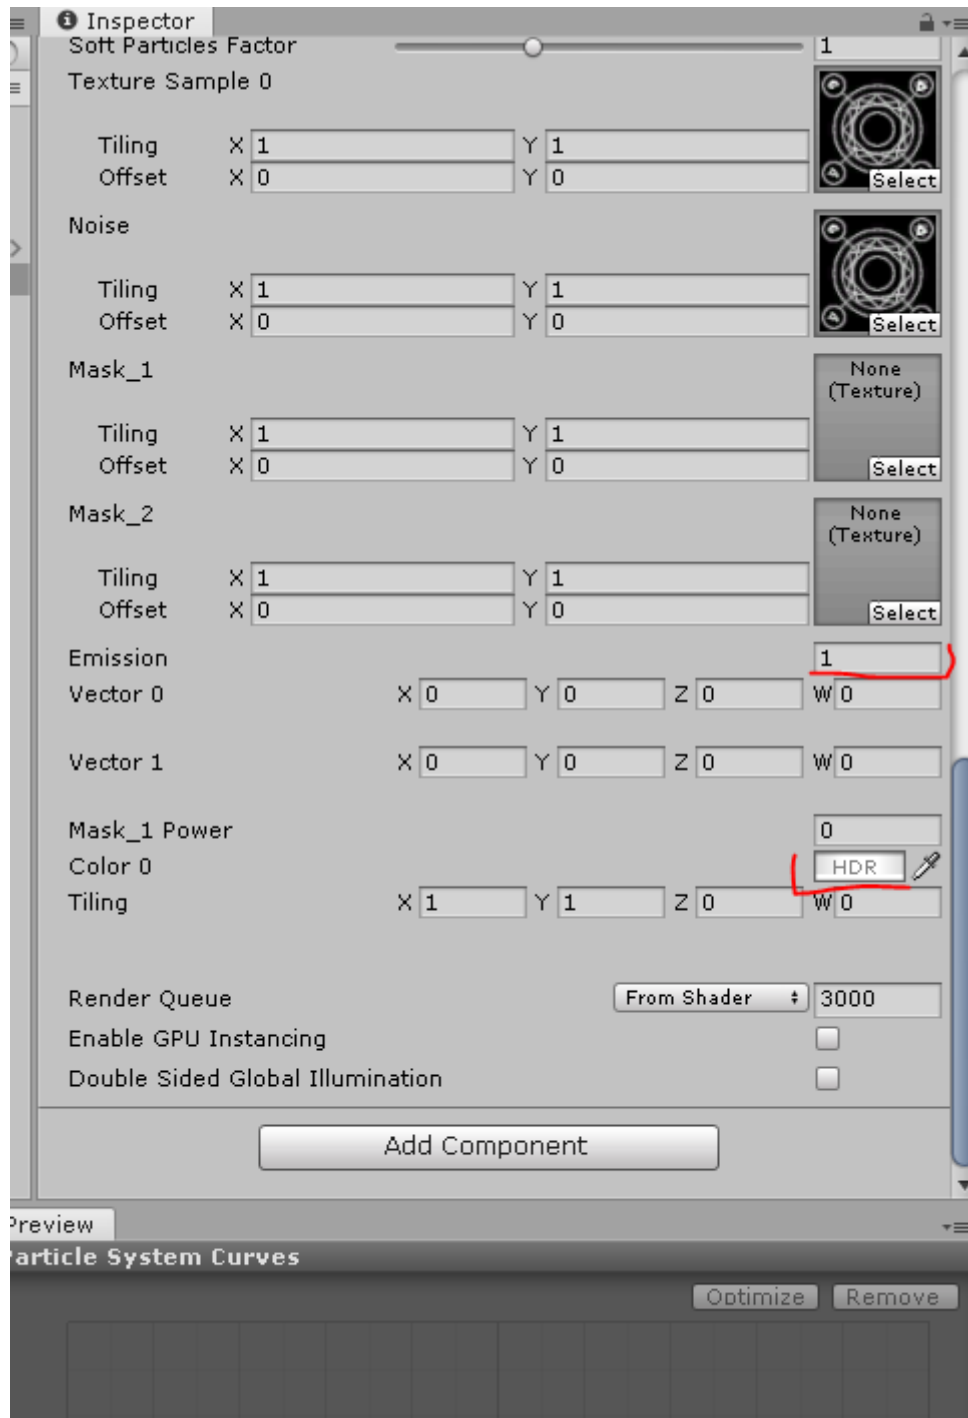 Inspector
Soft Particles Factor 1
Texture Sample 0
Tiling X 1 Y 1
Offset X 0 Y 0
Select
Noise
Tiling X 1 Y 1
Offset X 0 Y 0
Select
Mask_1
None
(Texture)
Tiling X 1 Y 1
Offset X 0 Y 0
Select
Mask_2
None
(Texture)
Tiling X 1 Y 1
Offset X 0 Y 0
Select
Emission 1
Vector 0 X 0 Y 0 Z 0 W 0
Vector 1 X 0 Y 0 Z 0 W 0
Mask_1 Power 0
Color 0 HDR
Tiling X 1 Y 1 Z 0 W 0
Render Queue From Shader 3000
Enable GPU Instancing
Double Sided Global Illumination
Add Component
Preview
Particle System Curves
Optimize Remove